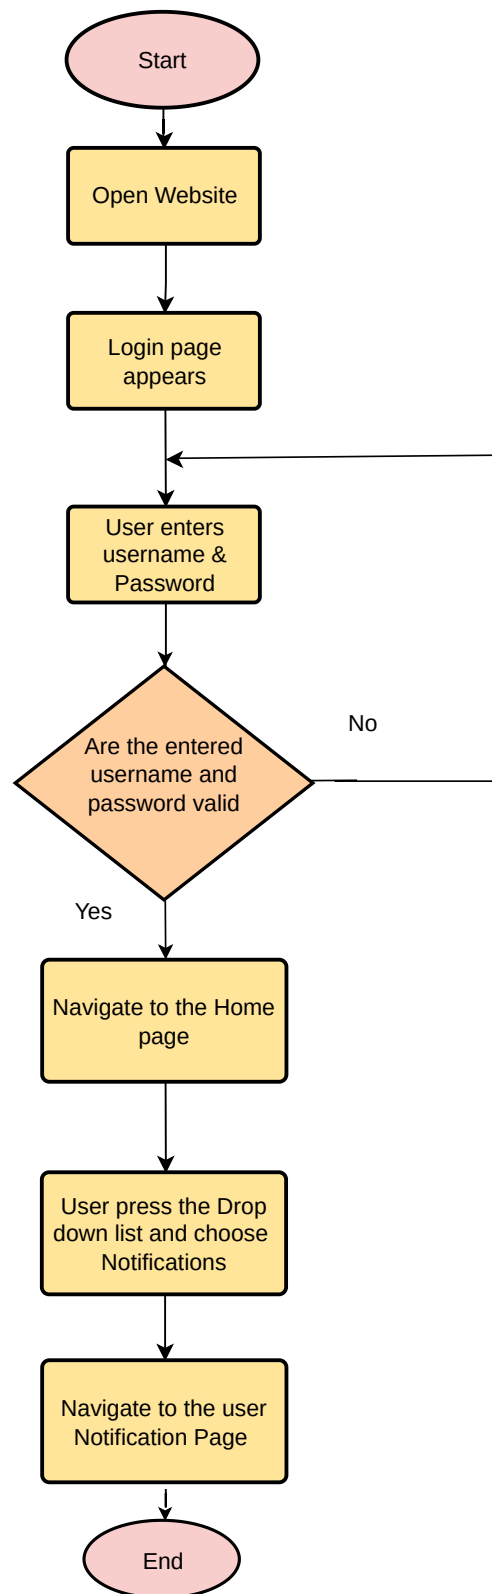 Start
Open Website
Login page
appears
User enters
username &
Password
Are the entered
username and
password valid
No
Yes
Navigate to the Home
page
User press the Drop
down list and choose
Notifications
Navigate to the user
Notification Page
End